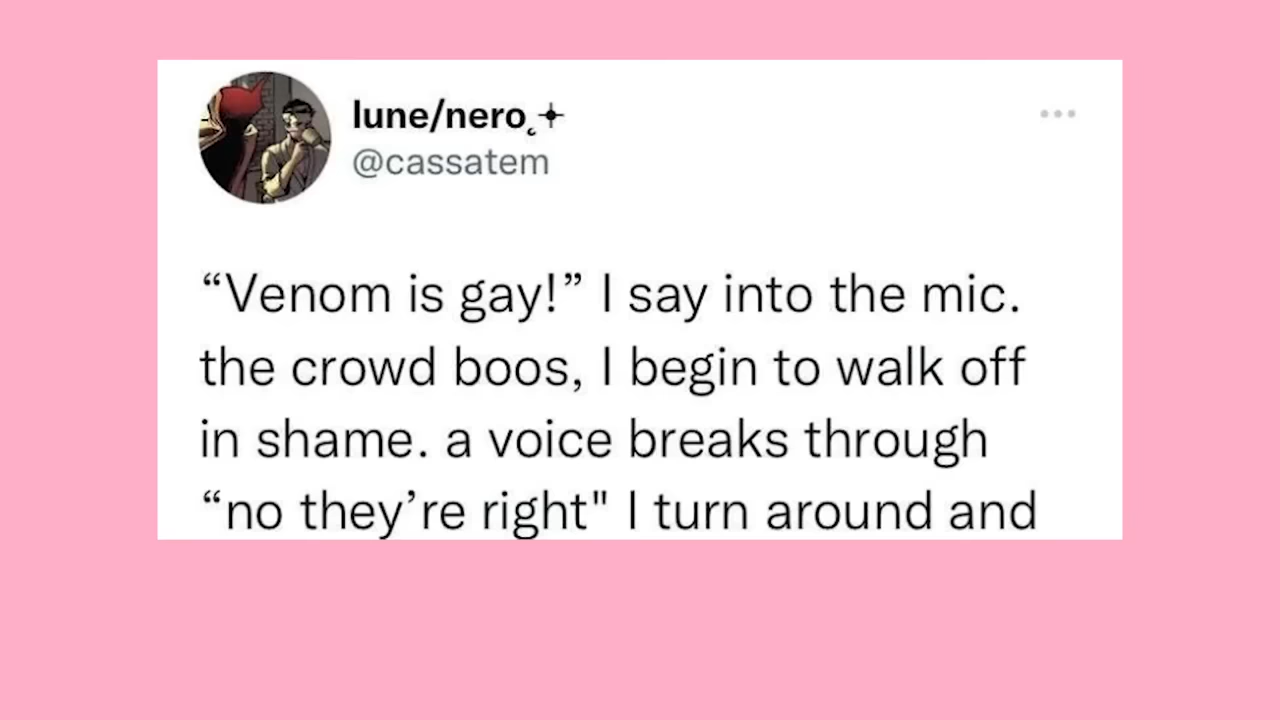 lune/nero˛✦
@cassatem
“Venom is gay!” I say into the mic.
the crowd boos, I begin to walk off
in shame. a voice breaks through
“no they’re right" I turn around and